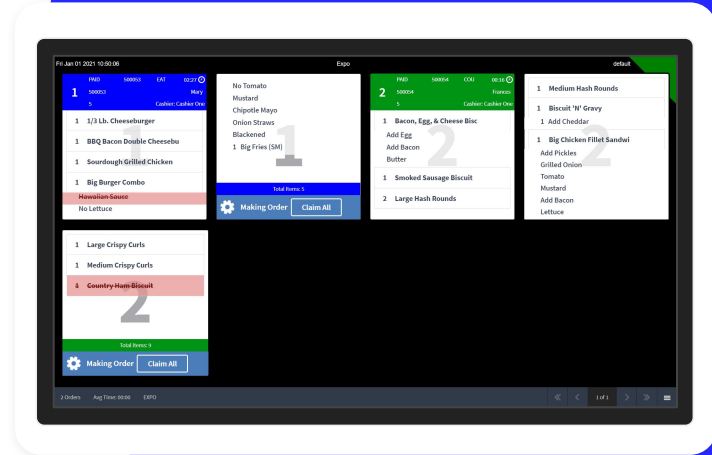 Fri Jan 01 2021 10:50:06
Expo
default
PAID 500053 EAT 02:27
1 500053 Mary
5 Cashier: Cashier One
1 1/3 Lb. Cheeseburger
1 BBQ Bacon Double Cheesebu
1 Sourdough Grilled Chicken
1 Big Burger Combo
Hawaiian Sauce
No Lettuce
1
No Tomato
Mustard
Chipotle Mayo
Onion Straws
Blackened
1 Big Fries (SM)
1
Total Items: 5
Making Order Claim All
PAID 500054 COU 00:16
2 500054 Frances
5 Cashier: Cashier One
1 Bacon, Egg, & Cheese Bisc
Add Egg
Add Bacon
Butter
1 Smoked Sausage Biscuit
2 Large Hash Rounds
2
1 Medium Hash Rounds
1 Biscuit 'N' Gravy
1 Add Cheddar
1 Big Chicken Fillet Sandwi
Add Pickles
Grilled Onion
Tomato
Mustard
Add Bacon
Lettuce
2
1 Large Crispy Curls
1 Medium Crispy Curls
Country Ham Biscuit
2
Total Items: 9
Making Order Claim All
2 Orders Avg Time: 00:00 EXPO
1 of 1